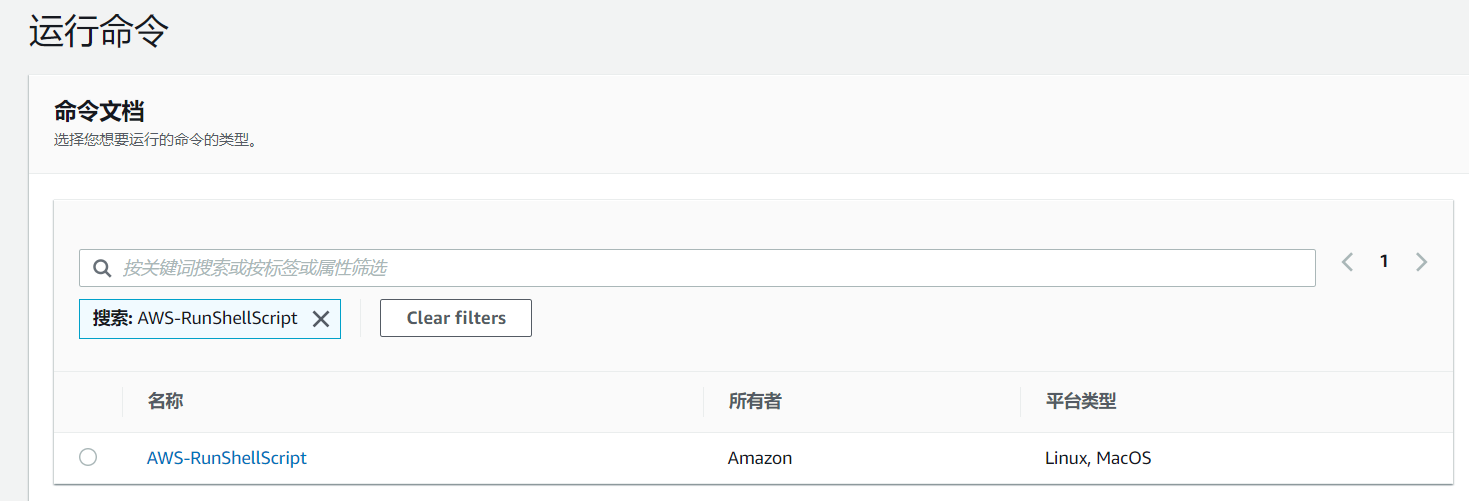 运行命令
命令文档
选择您想要运行的命令的类型。
按关键词搜索或按标签或属性筛选
1
搜索: AWS-RunShellScript
Clear filters
名称 所有者 平台类型
AWS-RunShellScript Amazon Linux, MacOS